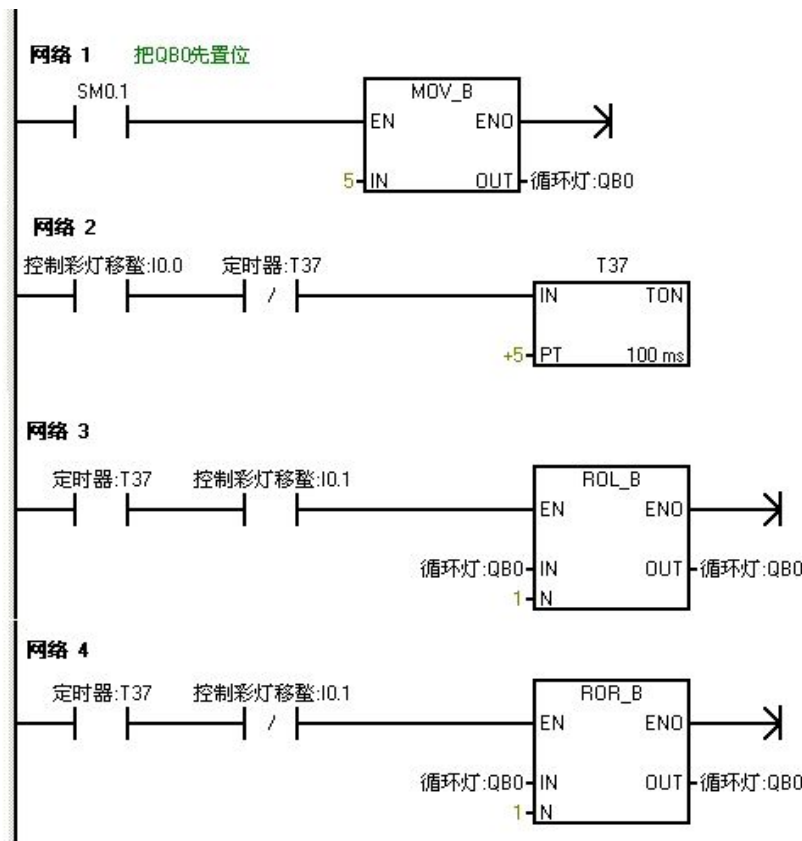 网络 1 把QB0先置位
SM0.1
MOV_B
EN ENO
5 IN OUT 循环灯:QB0
网络 2
控制彩灯移螯:I0.0 定时器:T37 T37
/ IN TON
+5 PT 100 ms
网络 3
定时器:T37 控制彩灯移螯:I0.1 ROL_B
EN ENO
循环灯:QB0 IN OUT 循环灯:QB0
1 N
网络 4
定时器:T37 控制彩灯移螯:I0.1 ROR_B
/ EN ENO
循环灯:QB0 IN OUT 循环灯:QB0
1 N